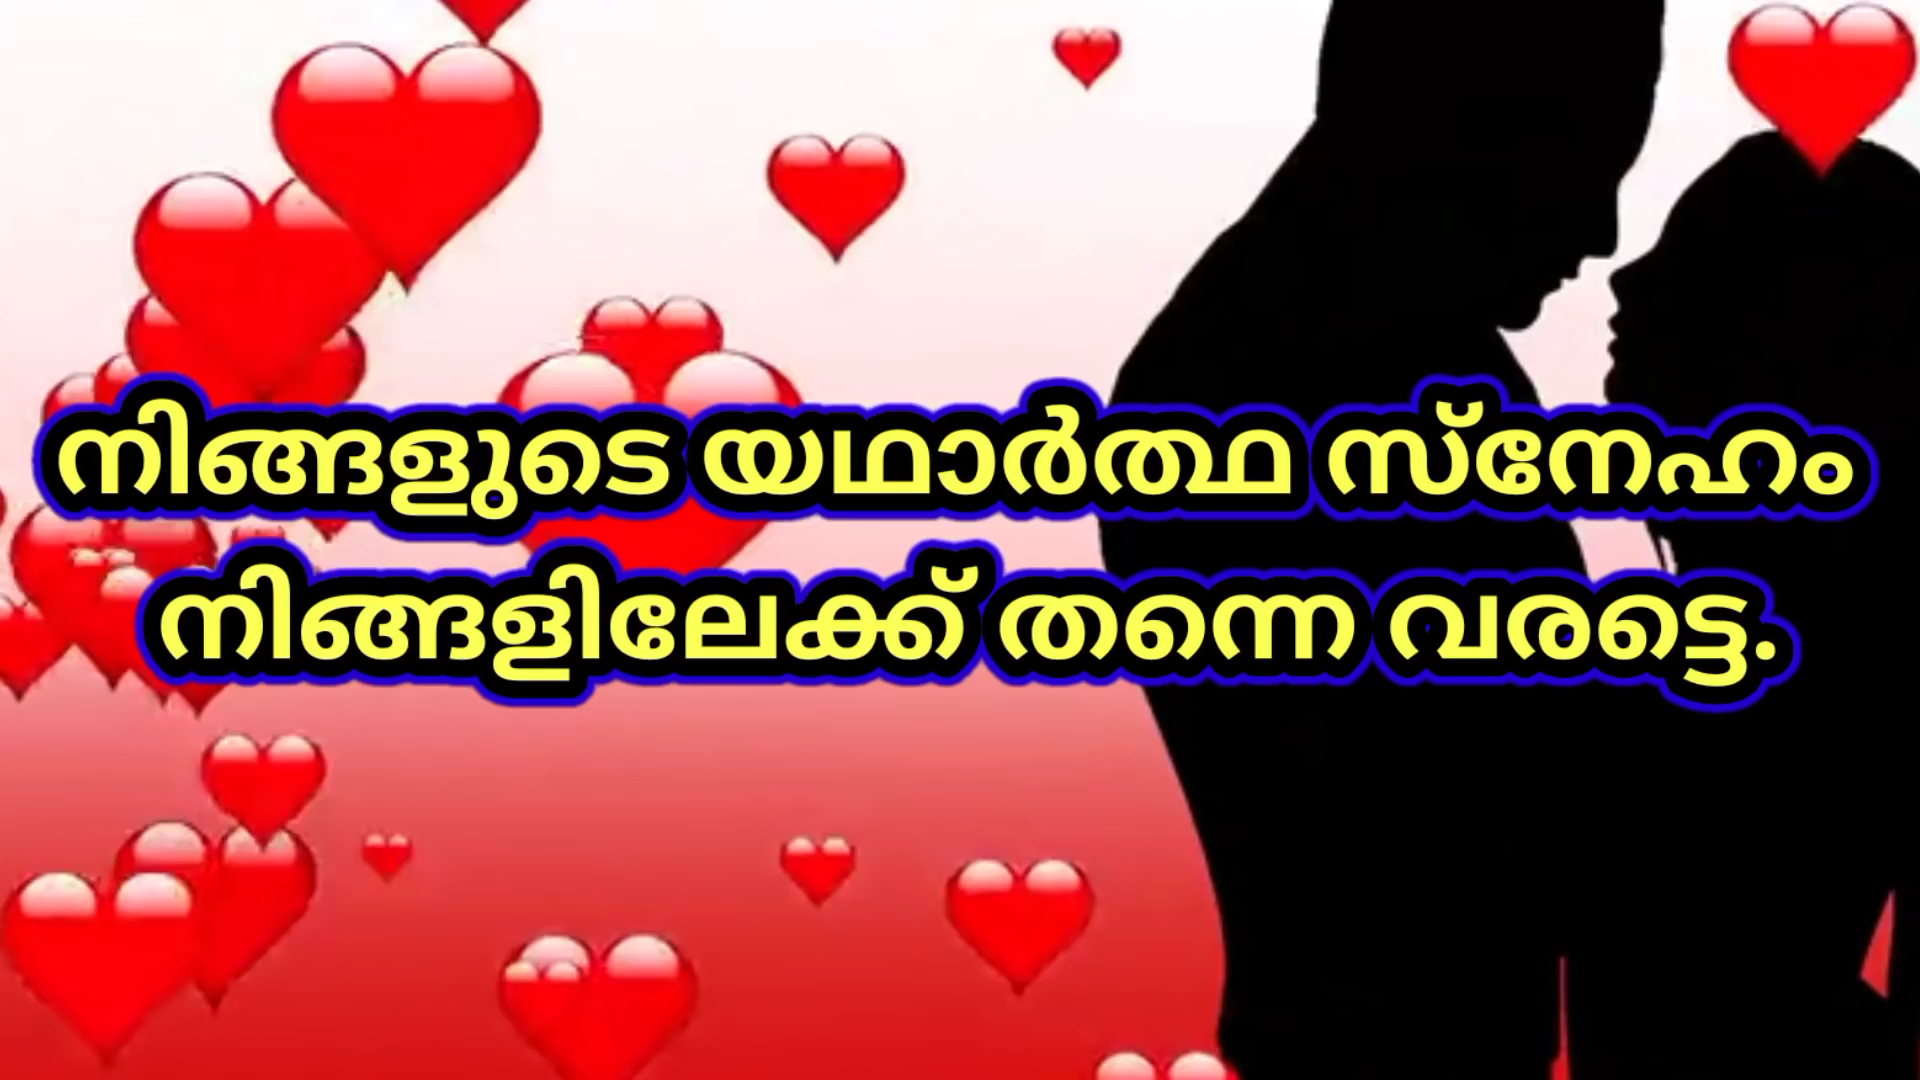 നിങ്ങളുടെ യഥാർത്ഥ സ്നേഹം
നിങ്ങളിലേക്ക് തന്നെ വരട്ടെ.